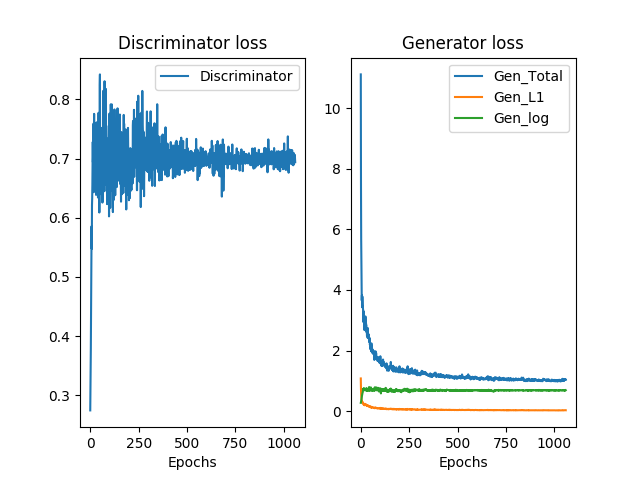 Discriminator loss
Discriminator
0.8
0.7
0.6
0.5
0.4
0.3
0
250
500
750
1000
Epochs
Generator loss
Gen_Total
Gen_L1
Gen_log
10
8
6
4
2
0
0
250
500
750
1000
Epochs